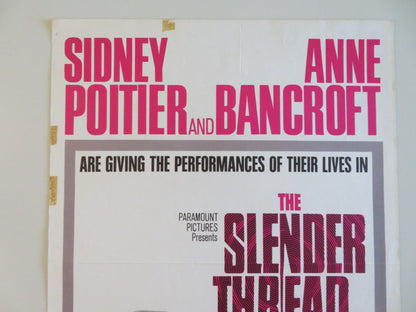 SIDNEY ANNE
POITIER AND BANCROFT
ARE GIVING THE PERFORMANCES OF THEIR LIVES IN
PARAMOUNT
PICTURES
Presents
THE
SLENDER
THREAD